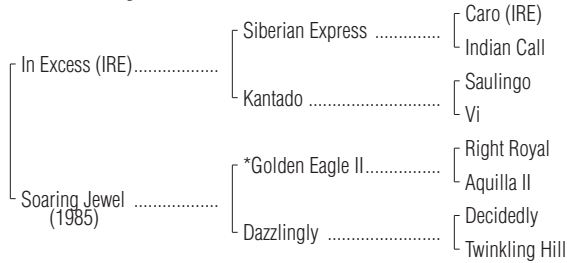 Caro (IRE)
Siberian Express ..............
Indian Call
In Excess (IRE)..................
Saulingo
Kantado ............................
Vi
Right Royal
*Golden Eagle II................
Aquilla II
Soaring Jewel ..................
(1985)
Decidedly
Dazzlingly ........................
Twinkling Hill